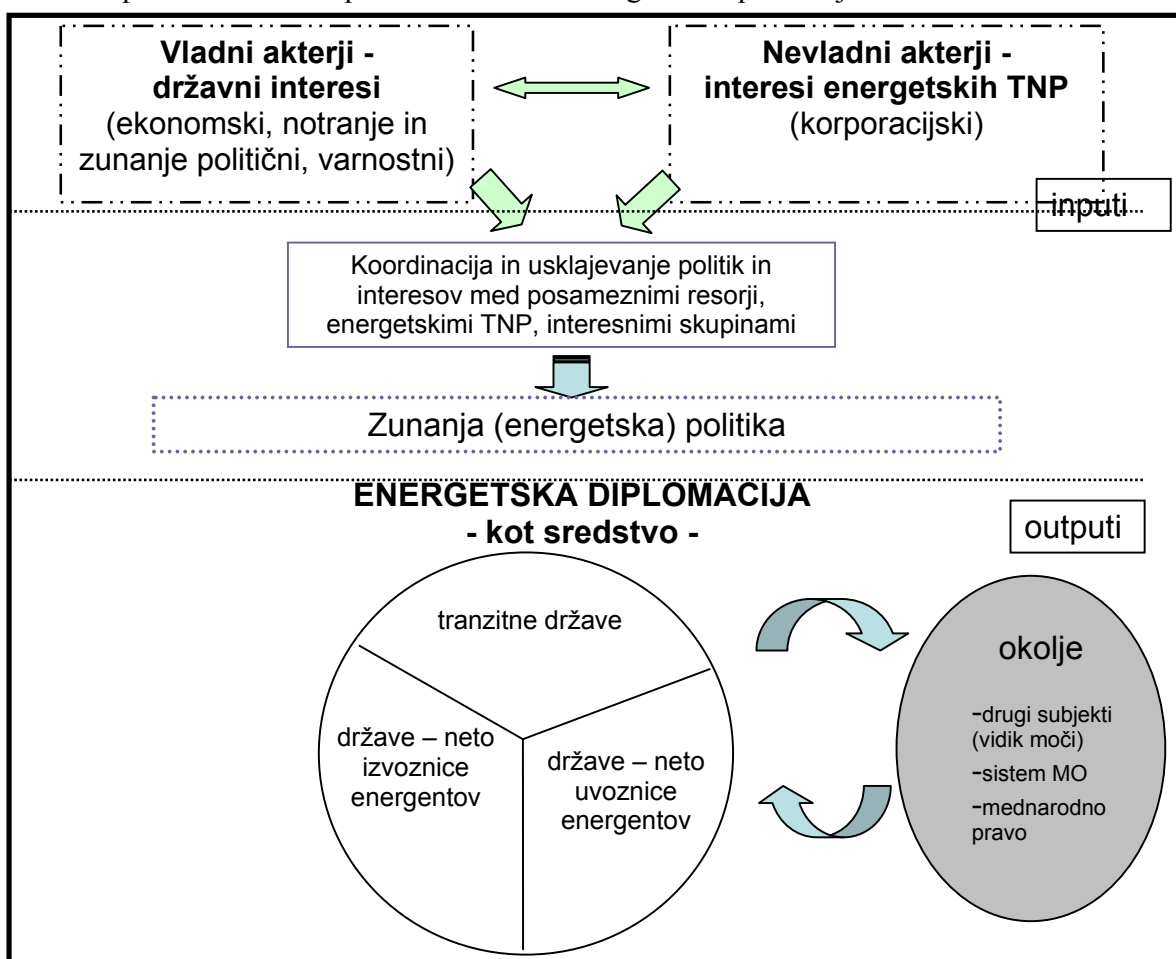 Vladni akterji -
državni interesi
(ekonomski, notranje in
zunanje politični, varnostni)
Nevladni akterji -
interesi energetskih TNP
(korporacijski)
inputi
Koordinacija in usklajevanje politik in
interesov med posameznimi resorji,
energetskimi TNP, interesnimi skupinami
Zunanja (energetska) politika
ENERGETSKA DIPLOMACIJA
- kot sredstvo -
outputi
tranzitne države
države – neto
izvoznice
energentov
države – neto
uvoznice
energentov
okolje
-drugi subjekti
(vidik moči)
-sistem MO
-mednarodno
pravo